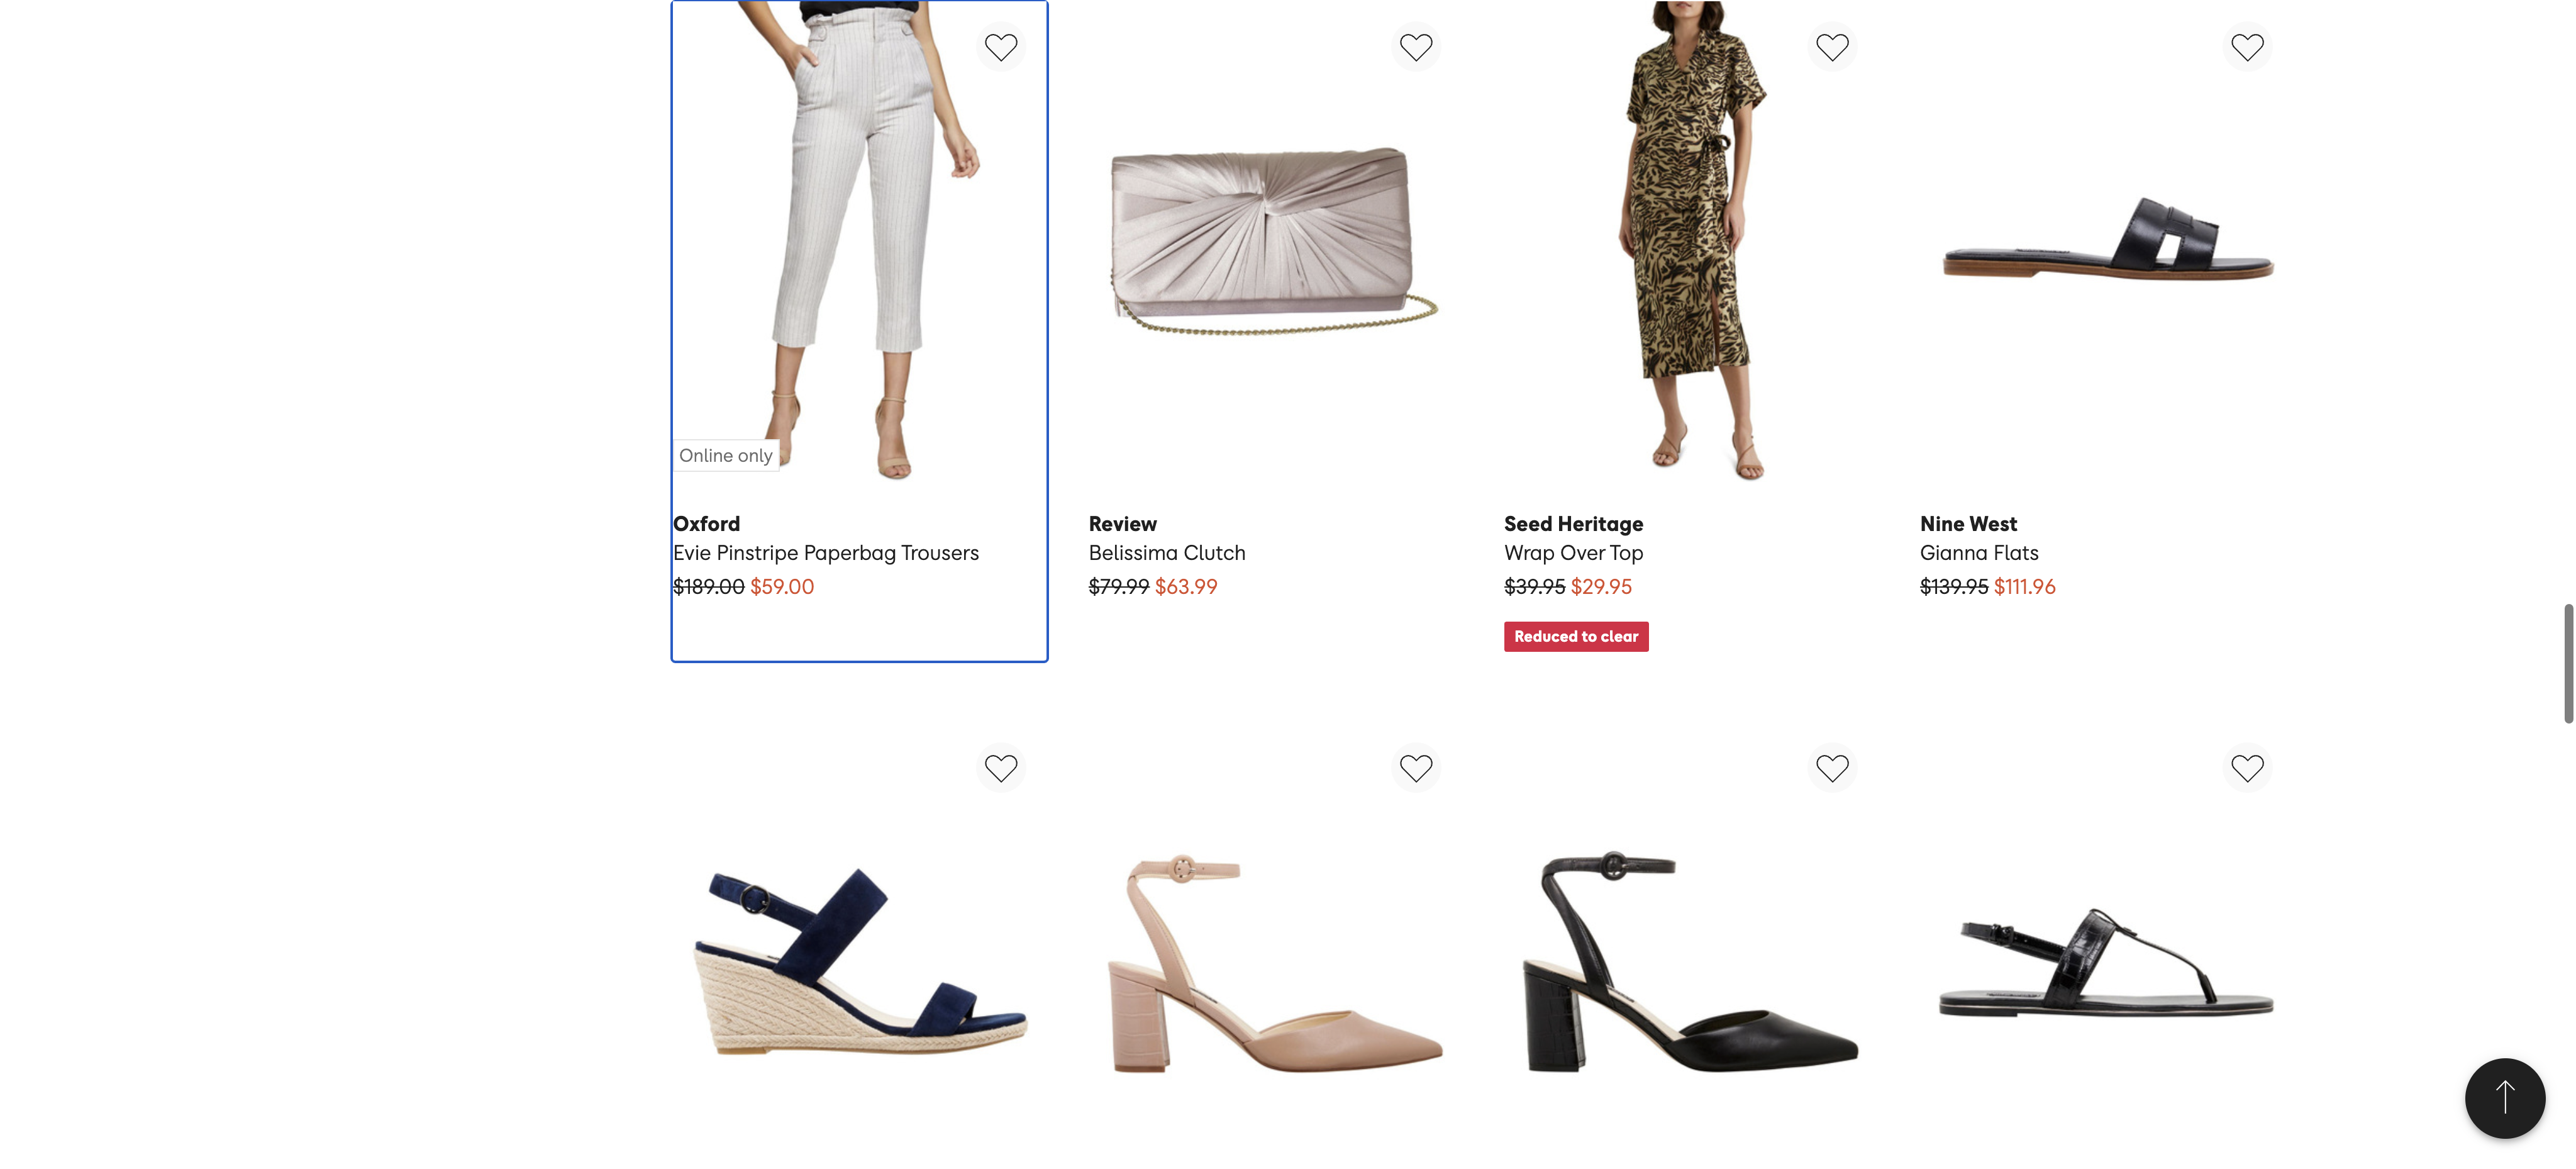 Online only
Oxford
Evie Pinstripe Paperbag Trousers
$189.00 $59.00
Review
Belissima Clutch
$79.99 $63.99
Seed Heritage
Wrap Over Top
$39.95 $29.95
Reduced to clear
Nine West
Gianna Flats
$139.95 $111.96